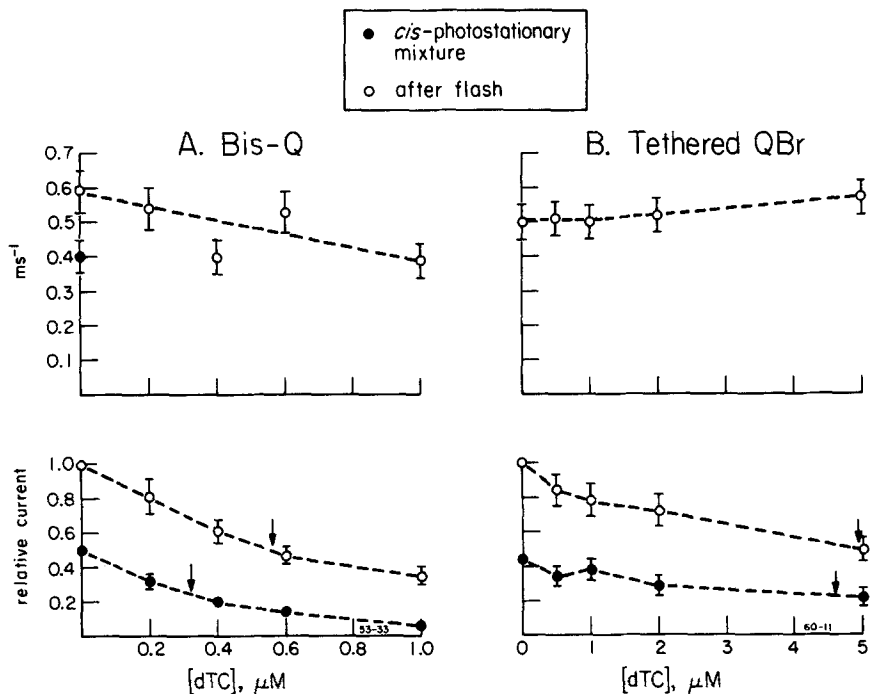 ● cis-photostationary
mixture
○ after flash
A. Bis-Q
B. Tethered QBr
0.7
0.6
0.5
0.4
0.3
0.2
0.1
ms⁻¹
1.0
0.8
0.6
0.4
0.2
relative current
53-33
60-11
0.2 0.4 0.6 0.8 1.0
0 1 2 3 4 5
[dTC], μM
[dTC], μM